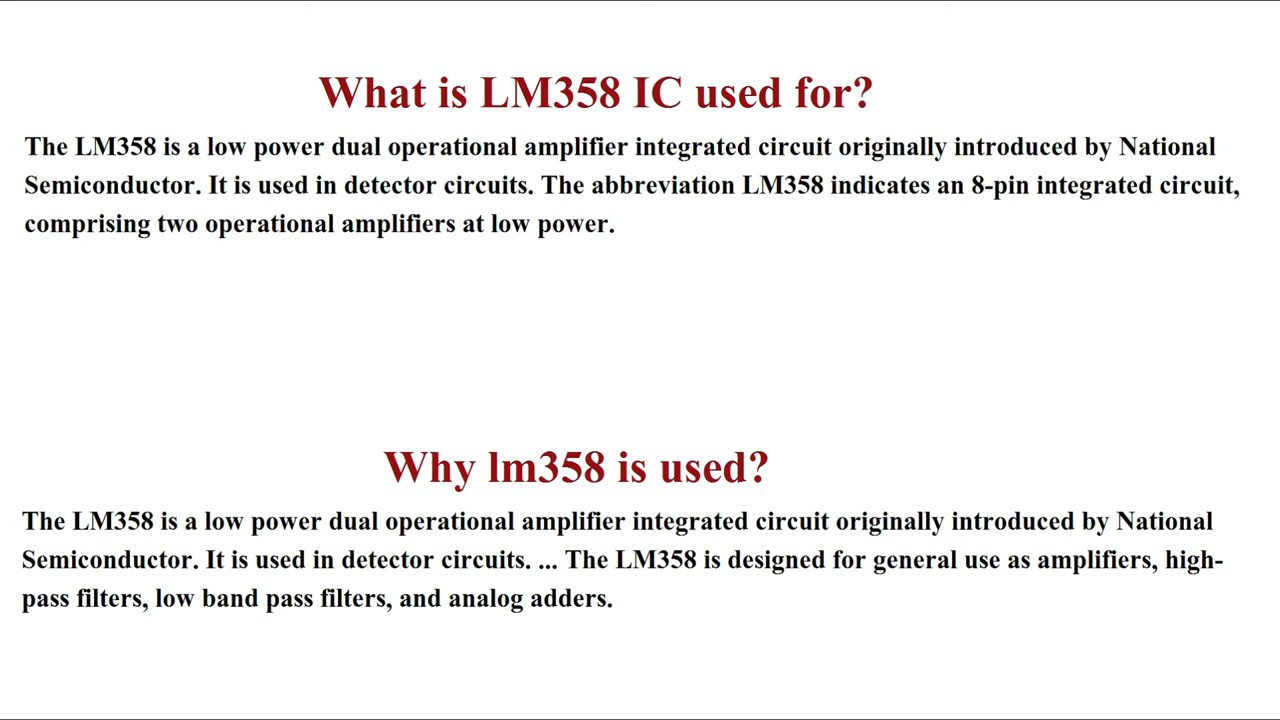 What is LM358 IC used for?
The LM358 is a low power dual operational amplifier integrated circuit originally introduced by National
Semiconductor. It is used in detector circuits. The abbreviation LM358 indicates an 8-pin integrated circuit,
comprising two operational amplifiers at low power.
Why lm358 is used?
The LM358 is a low power dual operational amplifier integrated circuit originally introduced by National
Semiconductor. It is used in detector circuits. ... The LM358 is designed for general use as amplifiers, high-
pass filters, low band pass filters, and analog adders.